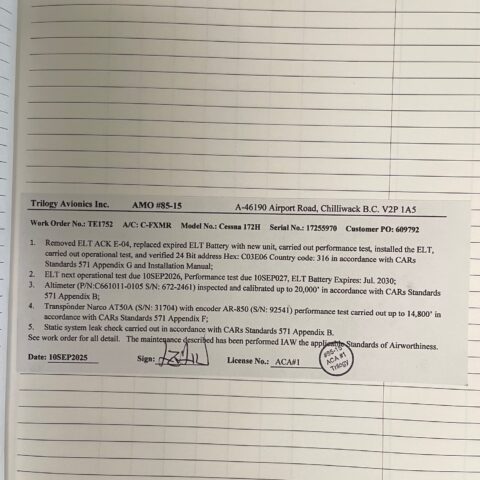 Trilogy Avionics Inc. AMO #85-15 A-46190 Airport Road, Chilliwack B.C. V2P 1A5
Work Order No.: TE1752 A/C: C-FXMR Model No.: Cessna 172H Serial No.: 17255970 Customer PO: 609792
1. Removed ELT ACK E-04, replaced expired ELT Battery with new unit, carried out performance test, installed the ELT,
carried out operational test, and verified 24 Bit address Hex: C03E06 Country code: 316 in accordance with CARs
Standards 571 Appendix G and Installation Manual;
2. ELT next operational test due 10SEP2026, Performance test due 10SEP027, ELT Battery Expires: Jul. 2030;
3. Altimeter (P/N:C661011-0105 S/N: 672-2461) inspected and calibrated up to 20,000' in accordance with CARs Standards
571 Appendix B;
4. Transponder Narco AT50A (S/N: 31704) with encoder AR-850 (S/N: 92541) performance test carried out up to 14,800' in
accordance with CARs Standards 571 Appendix F;
5. Static system leak check carried out in accordance with CARs Standards 571 Appendix B.
See work order for all detail. The maintenance described has been performed IAW the applicable Standards of Airworthiness.
Date: 10SEP2025 Sign: License No.: ACA#1
#85-15
ACA #1
Trilogy